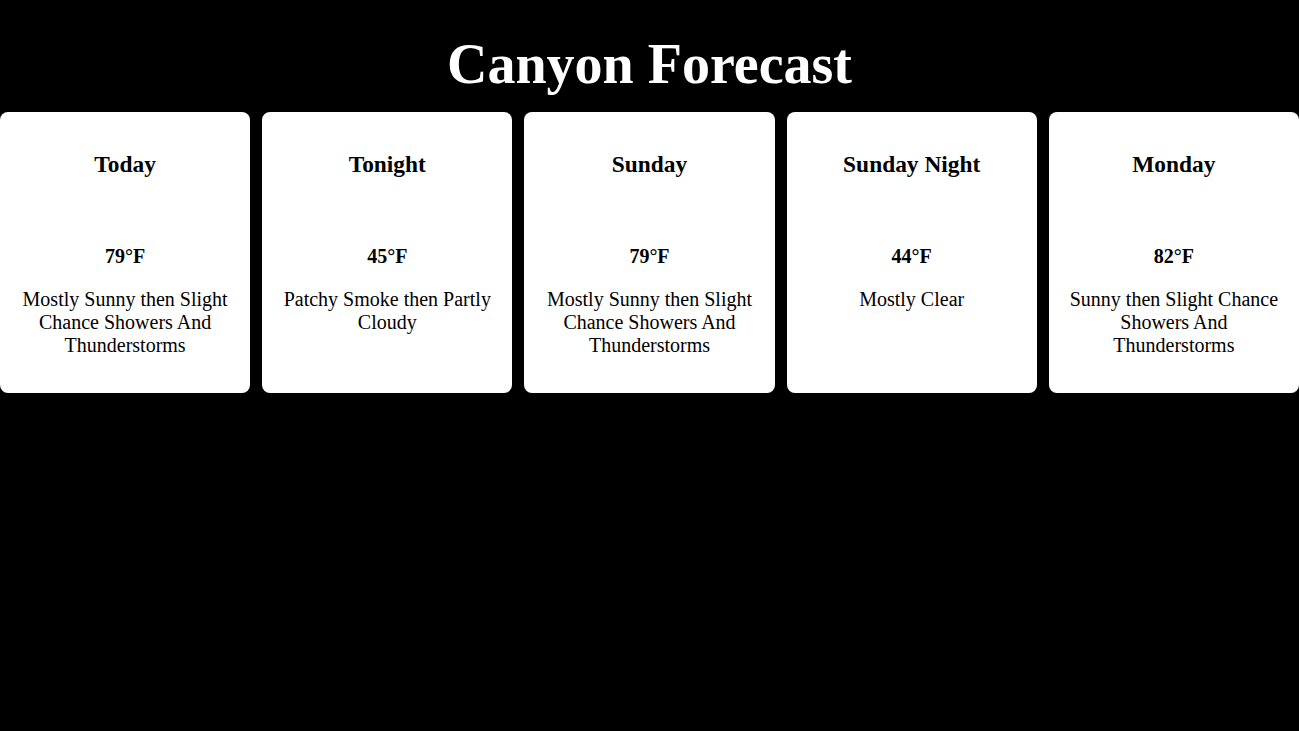 Canyon Forecast
Today
79°F
Mostly Sunny then Slight
Chance Showers And
Thunderstorms
Tonight
45°F
Patchy Smoke then Partly
Cloudy
Sunday
79°F
Mostly Sunny then Slight
Chance Showers And
Thunderstorms
Sunday Night
44°F
Mostly Clear
Monday
82°F
Sunny then Slight Chance
Showers And
Thunderstorms